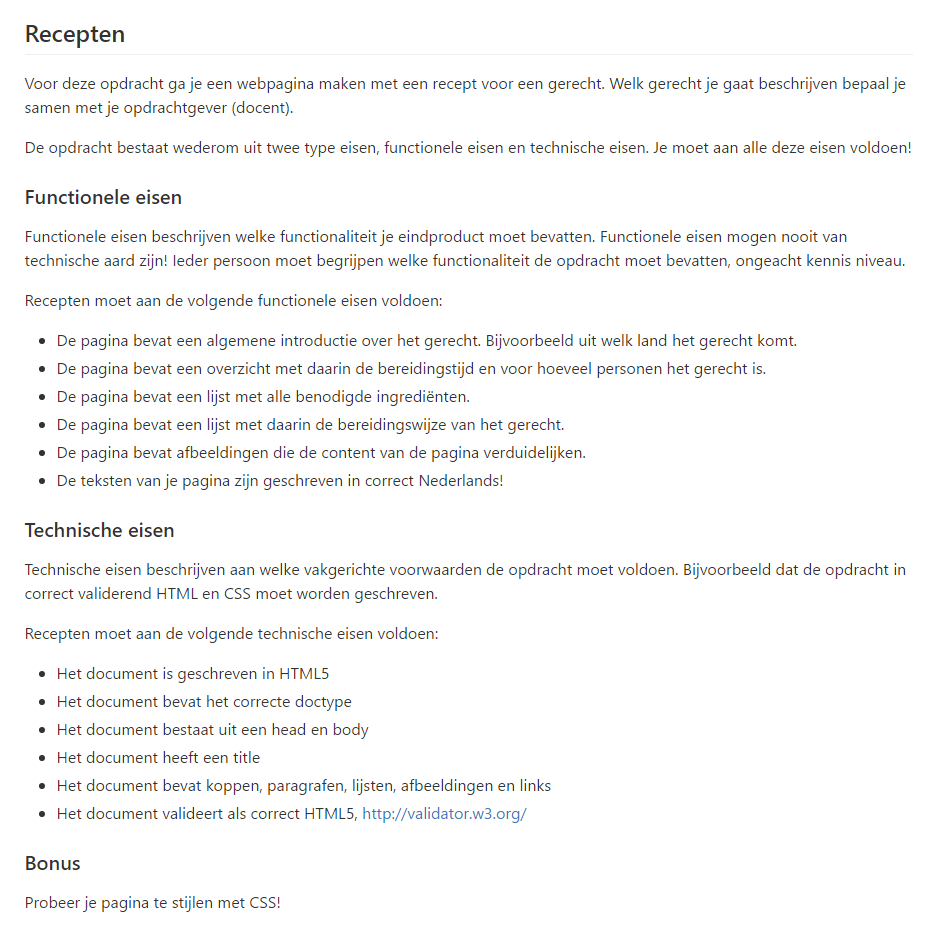 Recepten
Voor deze opdracht ga je een webpagina maken met een recept voor een gerecht. Welk gerecht je gaat beschrijven bepaal je
samen met je opdrachtgever (docent).
De opdracht bestaat wederom uit twee type eisen, functionele eisen en technische eisen. Je moet aan alle deze eisen voldoen!
Functionele eisen
Functionele eisen beschrijven welke functionaliteit je eindproduct moet bevatten. Functionele eisen mogen nooit van
technische aard zijn! Ieder persoon moet begrijpen welke functionaliteit de opdracht moet bevatten, ongeacht kennis niveau.
Recepten moet aan de volgende functionele eisen voldoen:
• De pagina bevat een algemene introductie over het gerecht. Bijvoorbeeld uit welk land het gerecht komt.
• De pagina bevat een overzicht met daarin de bereidingstijd en voor hoeveel personen het gerecht is.
• De pagina bevat een lijst met alle benodigde ingrediënten.
• De pagina bevat een lijst met daarin de bereidingswijze van het gerecht.
• De pagina bevat afbeeldingen die de content van de pagina verduidelijken.
• De teksten van je pagina zijn geschreven in correct Nederlands!
Technische eisen
Technische eisen beschrijven aan welke vakgerichte voorwaarden de opdracht moet voldoen. Bijvoorbeeld dat de opdracht in
correct validerend HTML en CSS moet worden geschreven.
Recepten moet aan de volgende technische eisen voldoen:
• Het document is geschreven in HTML5
• Het document bevat het correcte doctype
• Het document bestaat uit een head en body
• Het document heeft een title
• Het document bevat koppen, paragrafen, lijsten, afbeeldingen en links
• Het document valideert als correct HTML5, http://validator.w3.org/
Bonus
Probeer je pagina te stijlen met CSS!